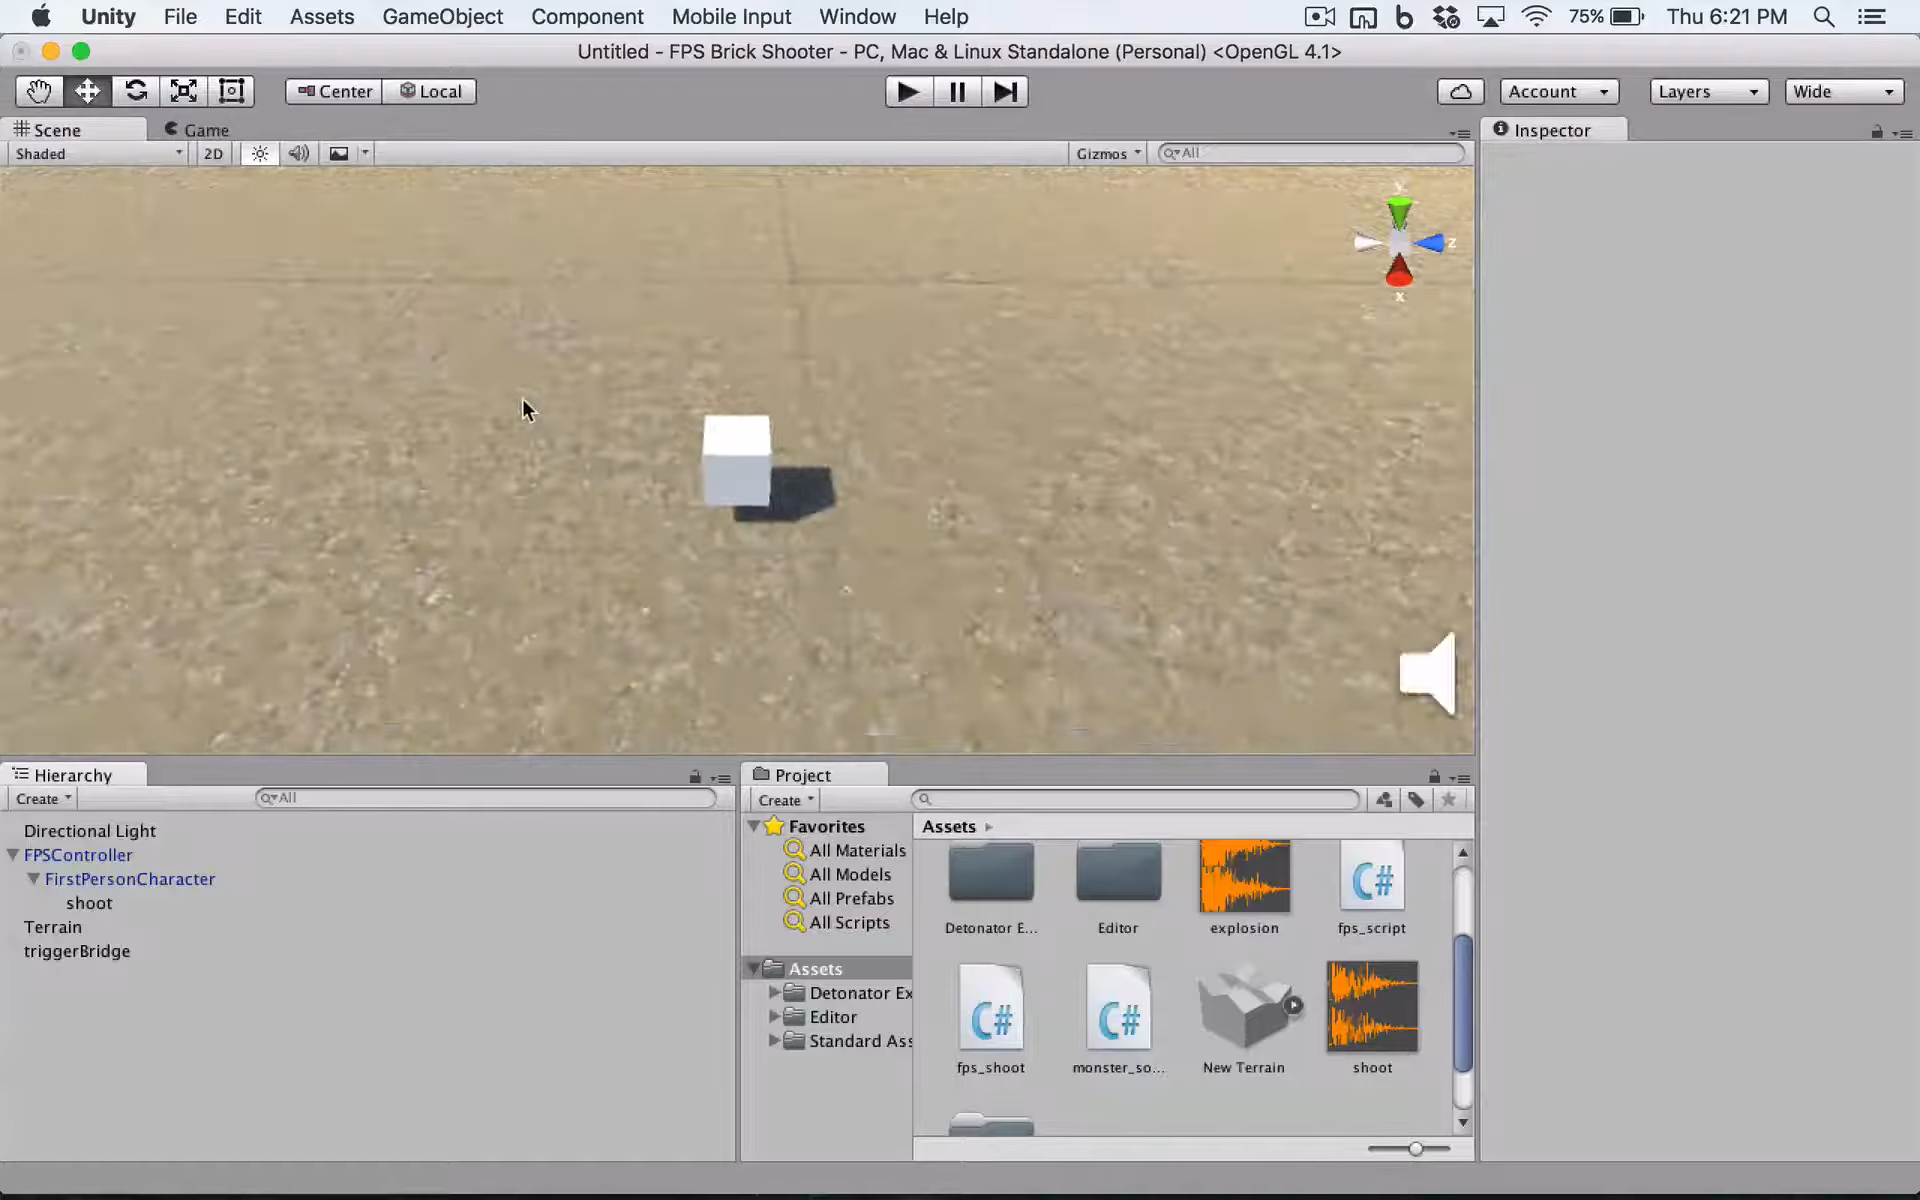 Unity File Edit Assets GameObject Component Mobile Input Window Help 75% Thu 6:21 PM
Untitled - FPS Brick Shooter - PC, Mac & Linux Standalone (Personal) <OpenGL 4.1>
Center Local Account Layers Wide
Scene Game Inspector
Shaded 2D Gizmos All
y
z
x
Hierarchy Project
Create All Create
Directional Light
FPSController
FirstPersonCharacter
shoot
Terrain
triggerBridge
Favorites
All Materials
All Models
All Prefabs
All Scripts
Assets
Detonator Ex
Editor
Standard Ass
Assets
Detonator E... Editor explosion fps_script
C#
C# C#
fps_shoot monster_so... New Terrain shoot